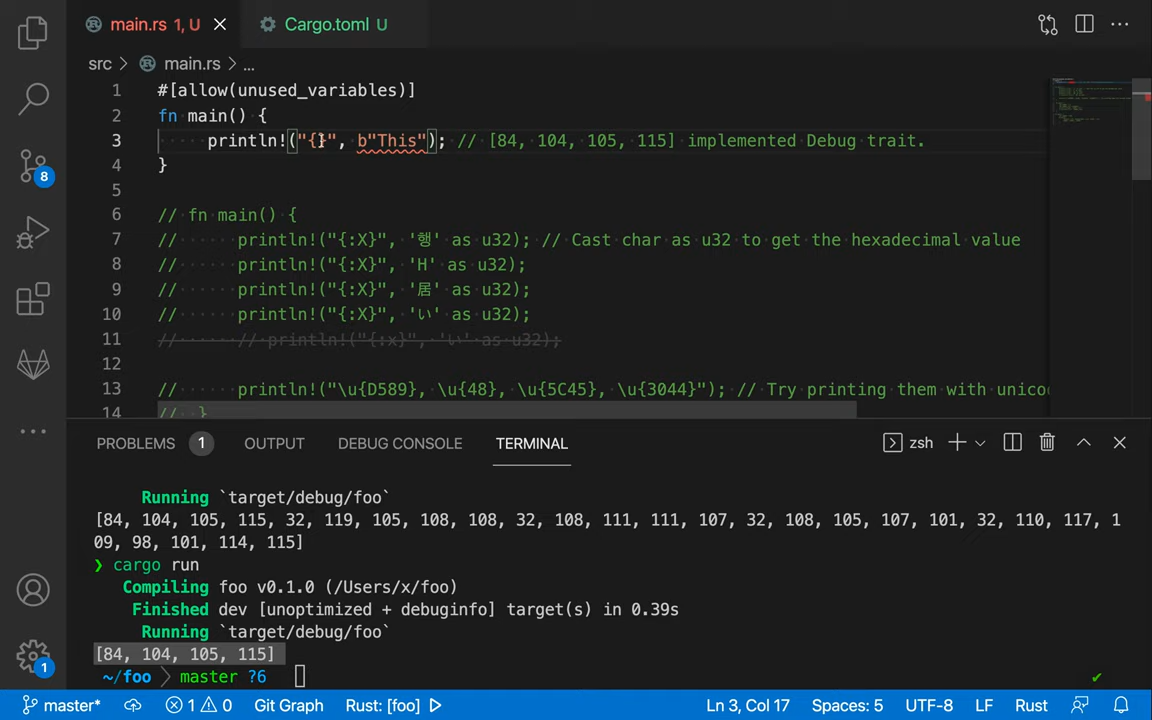 main.rs 1, U
Cargo.toml U
src > main.rs > ...
1 #[allow(unused_variables)]
2 fn main() {
3 ·····println!("{}", b"This"); // [84, 104, 105, 115] implemented Debug trait.
4 }
5
6 // fn main() {
7 //······println!("{:X}", '행' as u32); // Cast char as u32 to get the hexadecimal value
8 //······println!("{:X}", 'H' as u32);
9 //······println!("{:X}", '居' as u32);
10 //······println!("{:X}", 'い' as u32);
11 //······// println!("{:x}", 'い' as u32);
12
13 //······println!("\u{D589}, \u{48}, \u{5C45}, \u{3044}"); // Try printing them with unico
14 // }
8
PROBLEMS 1 OUTPUT DEBUG CONSOLE TERMINAL
zsh
Running `target/debug/foo`
[84, 104, 105, 115, 32, 119, 105, 108, 108, 32, 108, 111, 111, 107, 32, 108, 105, 107, 101, 32, 110, 117, 1
09, 98, 101, 114, 115]
❯ cargo run
Compiling foo v0.1.0 (/Users/x/foo)
Finished dev [unoptimized + debuginfo] target(s) in 0.39s
Running `target/debug/foo`
[84, 104, 105, 115]
~/foo master ?6
1
master* 1 0 Git Graph Rust: [foo] Ln 3, Col 17 Spaces: 5 UTF-8 LF Rust